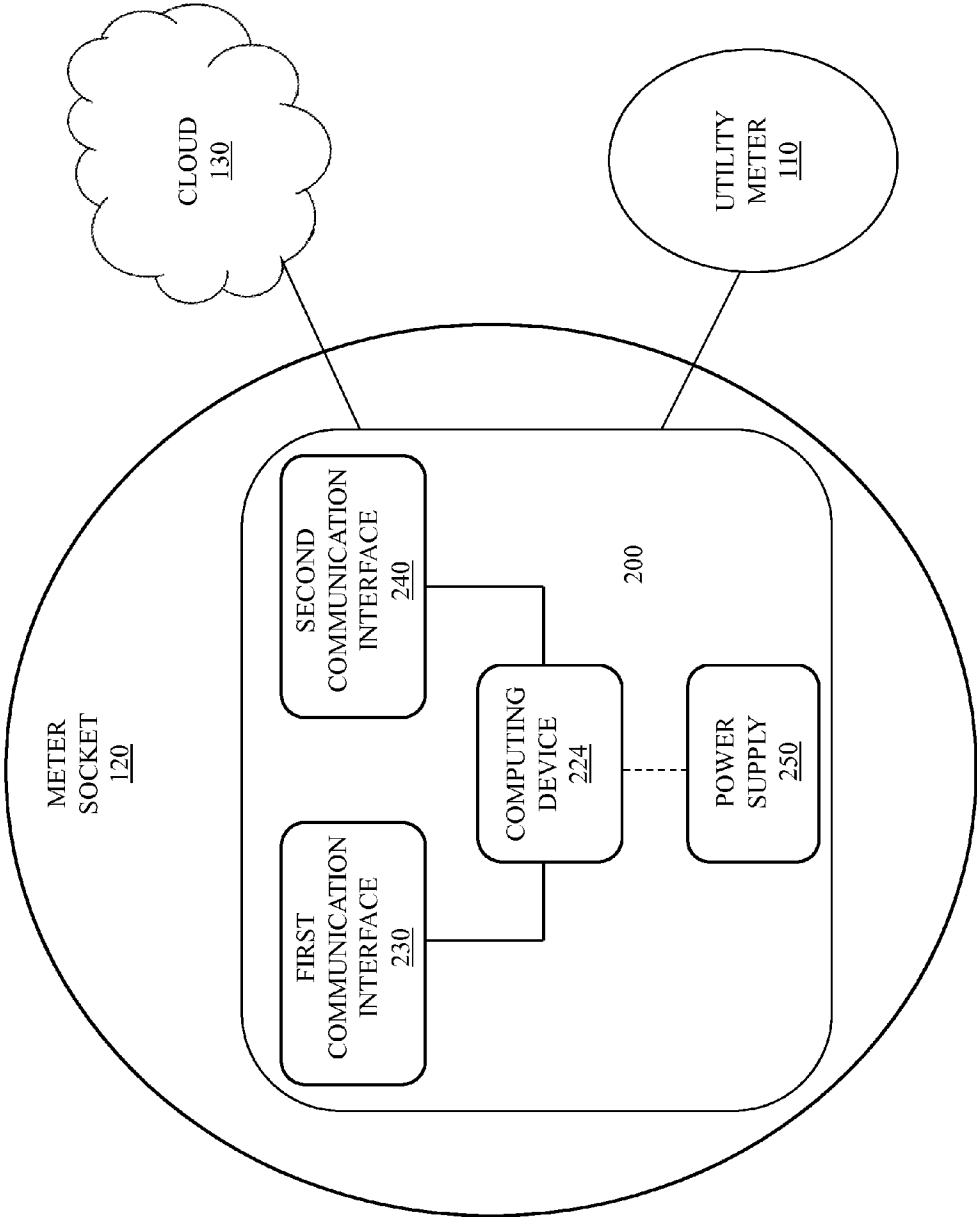 METER
SOCKET
120
FIRST
COMMUNICATION
INTERFACE
230
SECOND
COMMUNICATION
INTERFACE
240
COMPUTING
DEVICE
224
POWER
SUPPLY
250
200
CLOUD
130
UTILITY
METER
110